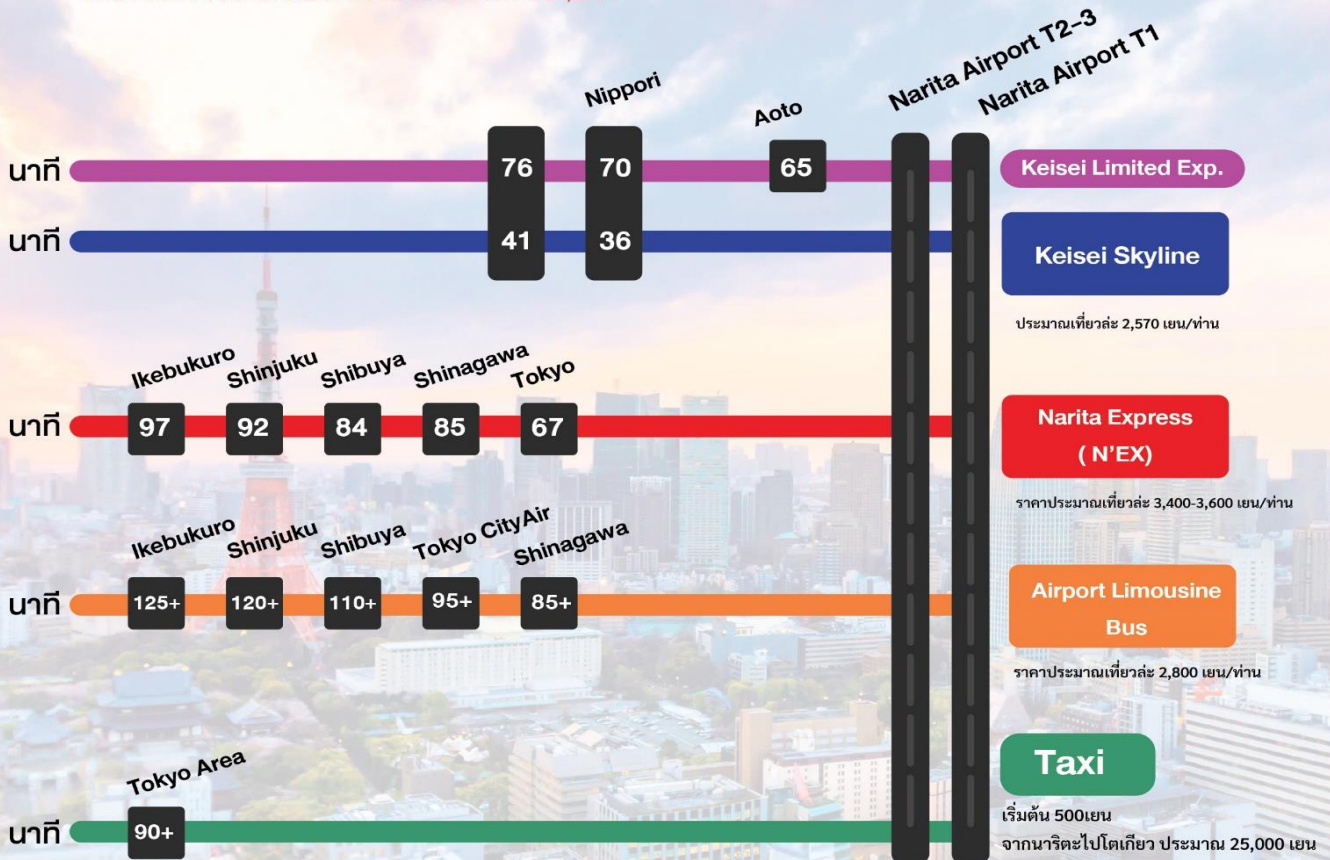 Narita Airport T2-3
Narita Airport T1
Nippori
Aoto
นาที
76
70
65
Keisei Limited Exp.
นาที
41
36
Keisei Skyline
ประมาณเที่ยวล่ะ 2,570 เยน/ท่าน
Ikebukuro
Shinjuku
Shibuya
Shinagawa
Tokyo
นาที
97
92
84
85
67
Narita Express
( N'EX)
ราคาประมาณเที่ยวล่ะ 3,400-3,600 เยน/ท่าน
Ikebukuro
Shinjuku
Shibuya
Tokyo CityAir
Shinagawa
นาที
125+
120+
110+
95+
85+
Airport Limousine
Bus
ราคาประมาณเที่ยวล่ะ 2,800 เยน/ท่าน
Tokyo Area
นาที
90+
Taxi
เริ่มต้น 500เยน
จากนาริตะไปโตเกียว ประมาณ 25,000 เยน